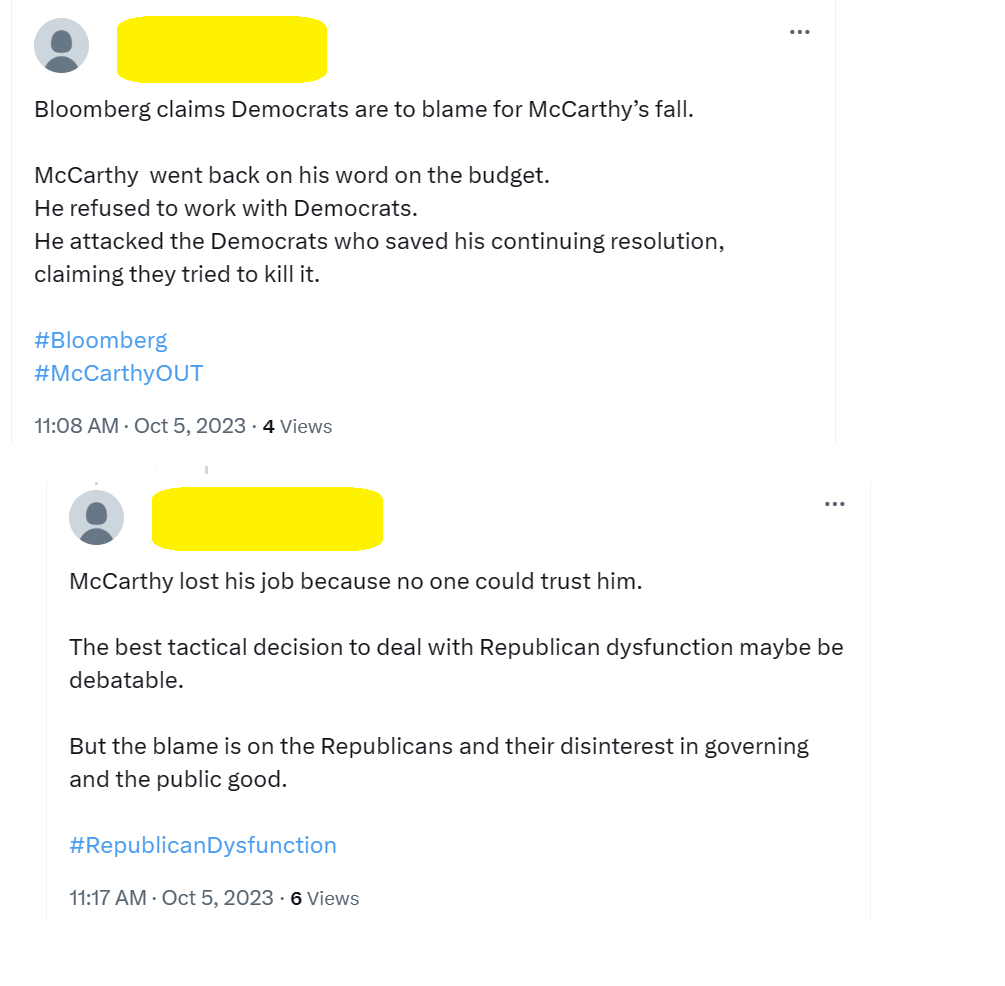 Bloomberg claims Democrats are to blame for McCarthy’s fall.
McCarthy  went back on his word on the budget.
He refused to work with Democrats.
He attacked the Democrats who saved his continuing resolution,
claiming they tried to kill it.
#Bloomberg
#McCarthyOUT
11:08 AM · Oct 5, 2023 · 4 Views
McCarthy lost his job because no one could trust him.
The best tactical decision to deal with Republican dysfunction maybe be
debatable.
But the blame is on the Republicans and their disinterest in governing
and the public good.
#RepublicanDysfunction
11:17 AM · Oct 5, 2023 · 6 Views